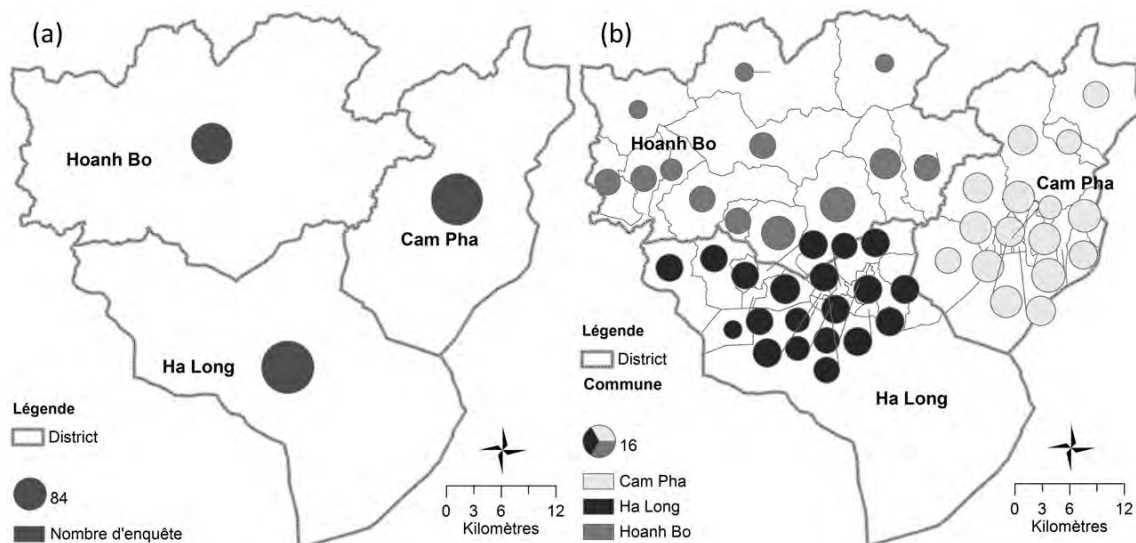 (a)
Hoanh Bo
Cam Pha
Ha Long
Légende
District
84
Nombre d'enquête
0 3 6 12
Kilomètres
(b)
Hoanh Bo
Cam Pha
Ha Long
Légende
District
Commune
16
Cam Pha
Ha Long
Hoanh Bo
0 3 6 12
Kilomètres